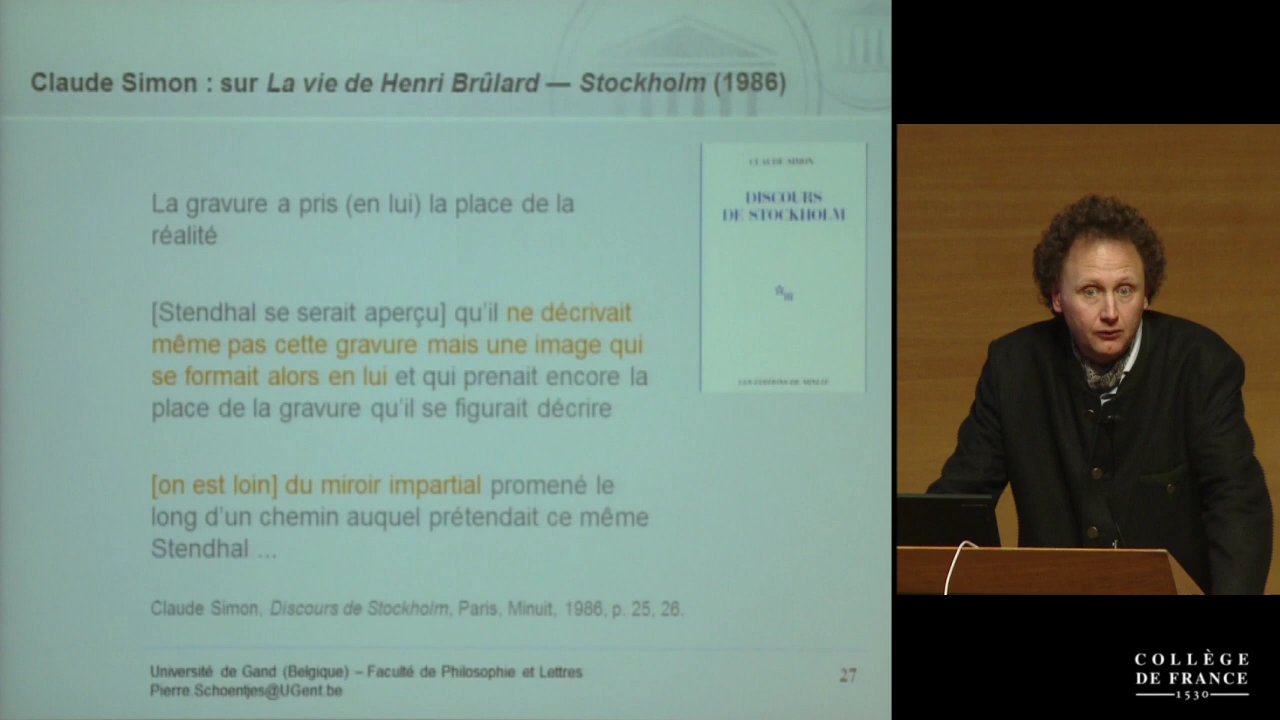 Claude Simon : sur La vie de Henri Brûlard — Stockholm (1986)
La gravure a pris (en lui) la place de la
réalité
[Stendhal se serait aperçu] qu'il ne décrivait
même pas cette gravure mais une image qui
se formait alors en lui et qui prenait encore la
place de la gravure qu'il se figurait décrire
[on est loin] du miroir impartial promené le
long d'un chemin auquel prétendait ce même
Stendhal ...
Claude Simon, Discours de Stockholm, Paris, Minuit, 1986, p. 25, 26.
CLAUDE SIMON
DISCOURS
DE STOCKHOLM
LES ÉDITIONS DE MINUIT
Université de Gand (Belgique) – Faculté de Philosophie et Lettres
Pierre.Schoentjes@UGent.be
27
COLLÈGE
DE FRANCE
1530